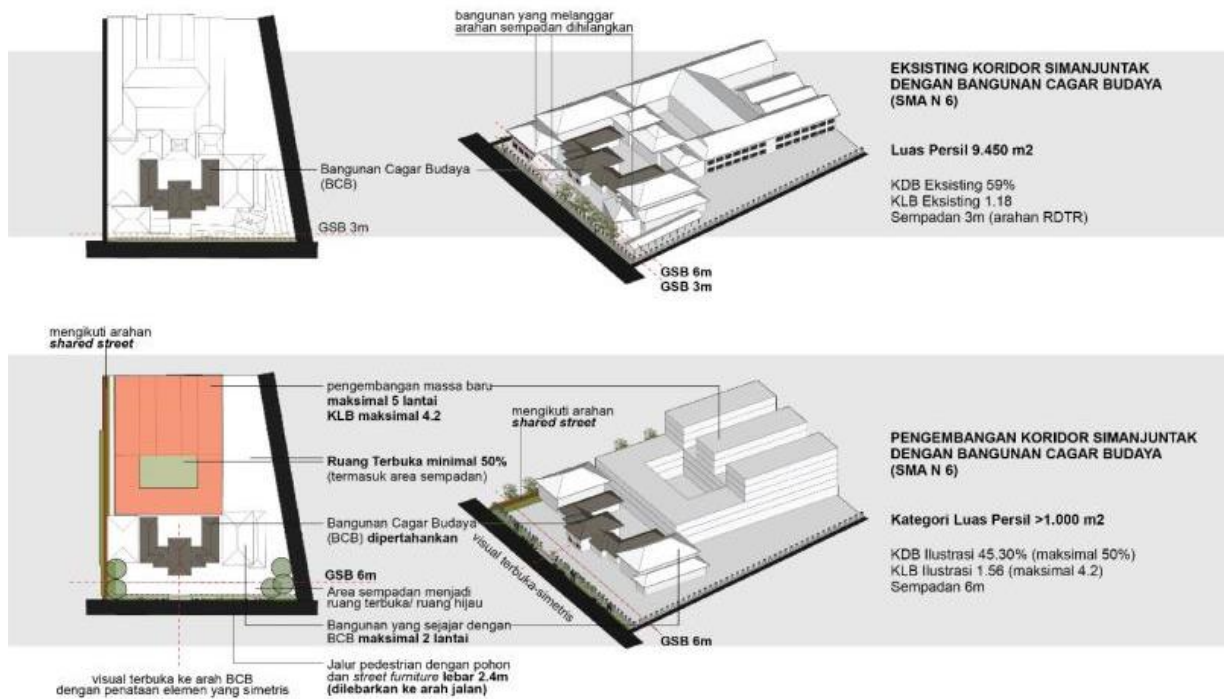 bangunan yang melanggar
arahan sempadan dihilangkan
Bangunan Cagar Budaya
(BCB)
GSB 3m
GSB 6m
GSB 3m
EKSISTING KORIDOR SIMANJUNTAK
DENGAN BANGUNAN CAGAR BUDAYA
(SMA N 6)
Luas Persil 9.450 m2
KDB Eksisting 59%
KLB Eksisting 1.18
Sempadan 3m (arahan RDTR)
mengikuti arahan
shared street
pengembangan massa baru
maksimal 5 lantai
KLB maksimal 4.2
Ruang Terbuka minimal 50%
(termasuk area sempadan)
Bangunan Cagar Budaya
(BCB) dipertahankan
GSB 6m
Area sempadan menjadi
ruang terbuka/ ruang hijau
Bangunan yang sejajar dengan
BCB maksimal 2 lantai
Jalur pedestrian dengan pohon
dan street furniture lebar 2.4m
(dilebarkan ke arah jalan)
visual terbuka ke arah BCB
dengan penataan elemen yang simetris
mengikuti arahan
shared street
visual terbuka-simetris
GSB 6m
PENGEMBANGAN KORIDOR SIMANJUNTAK
DENGAN BANGUNAN CAGAR BUDAYA
(SMA N 6)
Kategori Luas Persil >1.000 m2
KDB Ilustrasi 45.30% (maksimal 50%)
KLB Ilustrasi 1.56 (maksimal 4.2)
Sempadan 6m